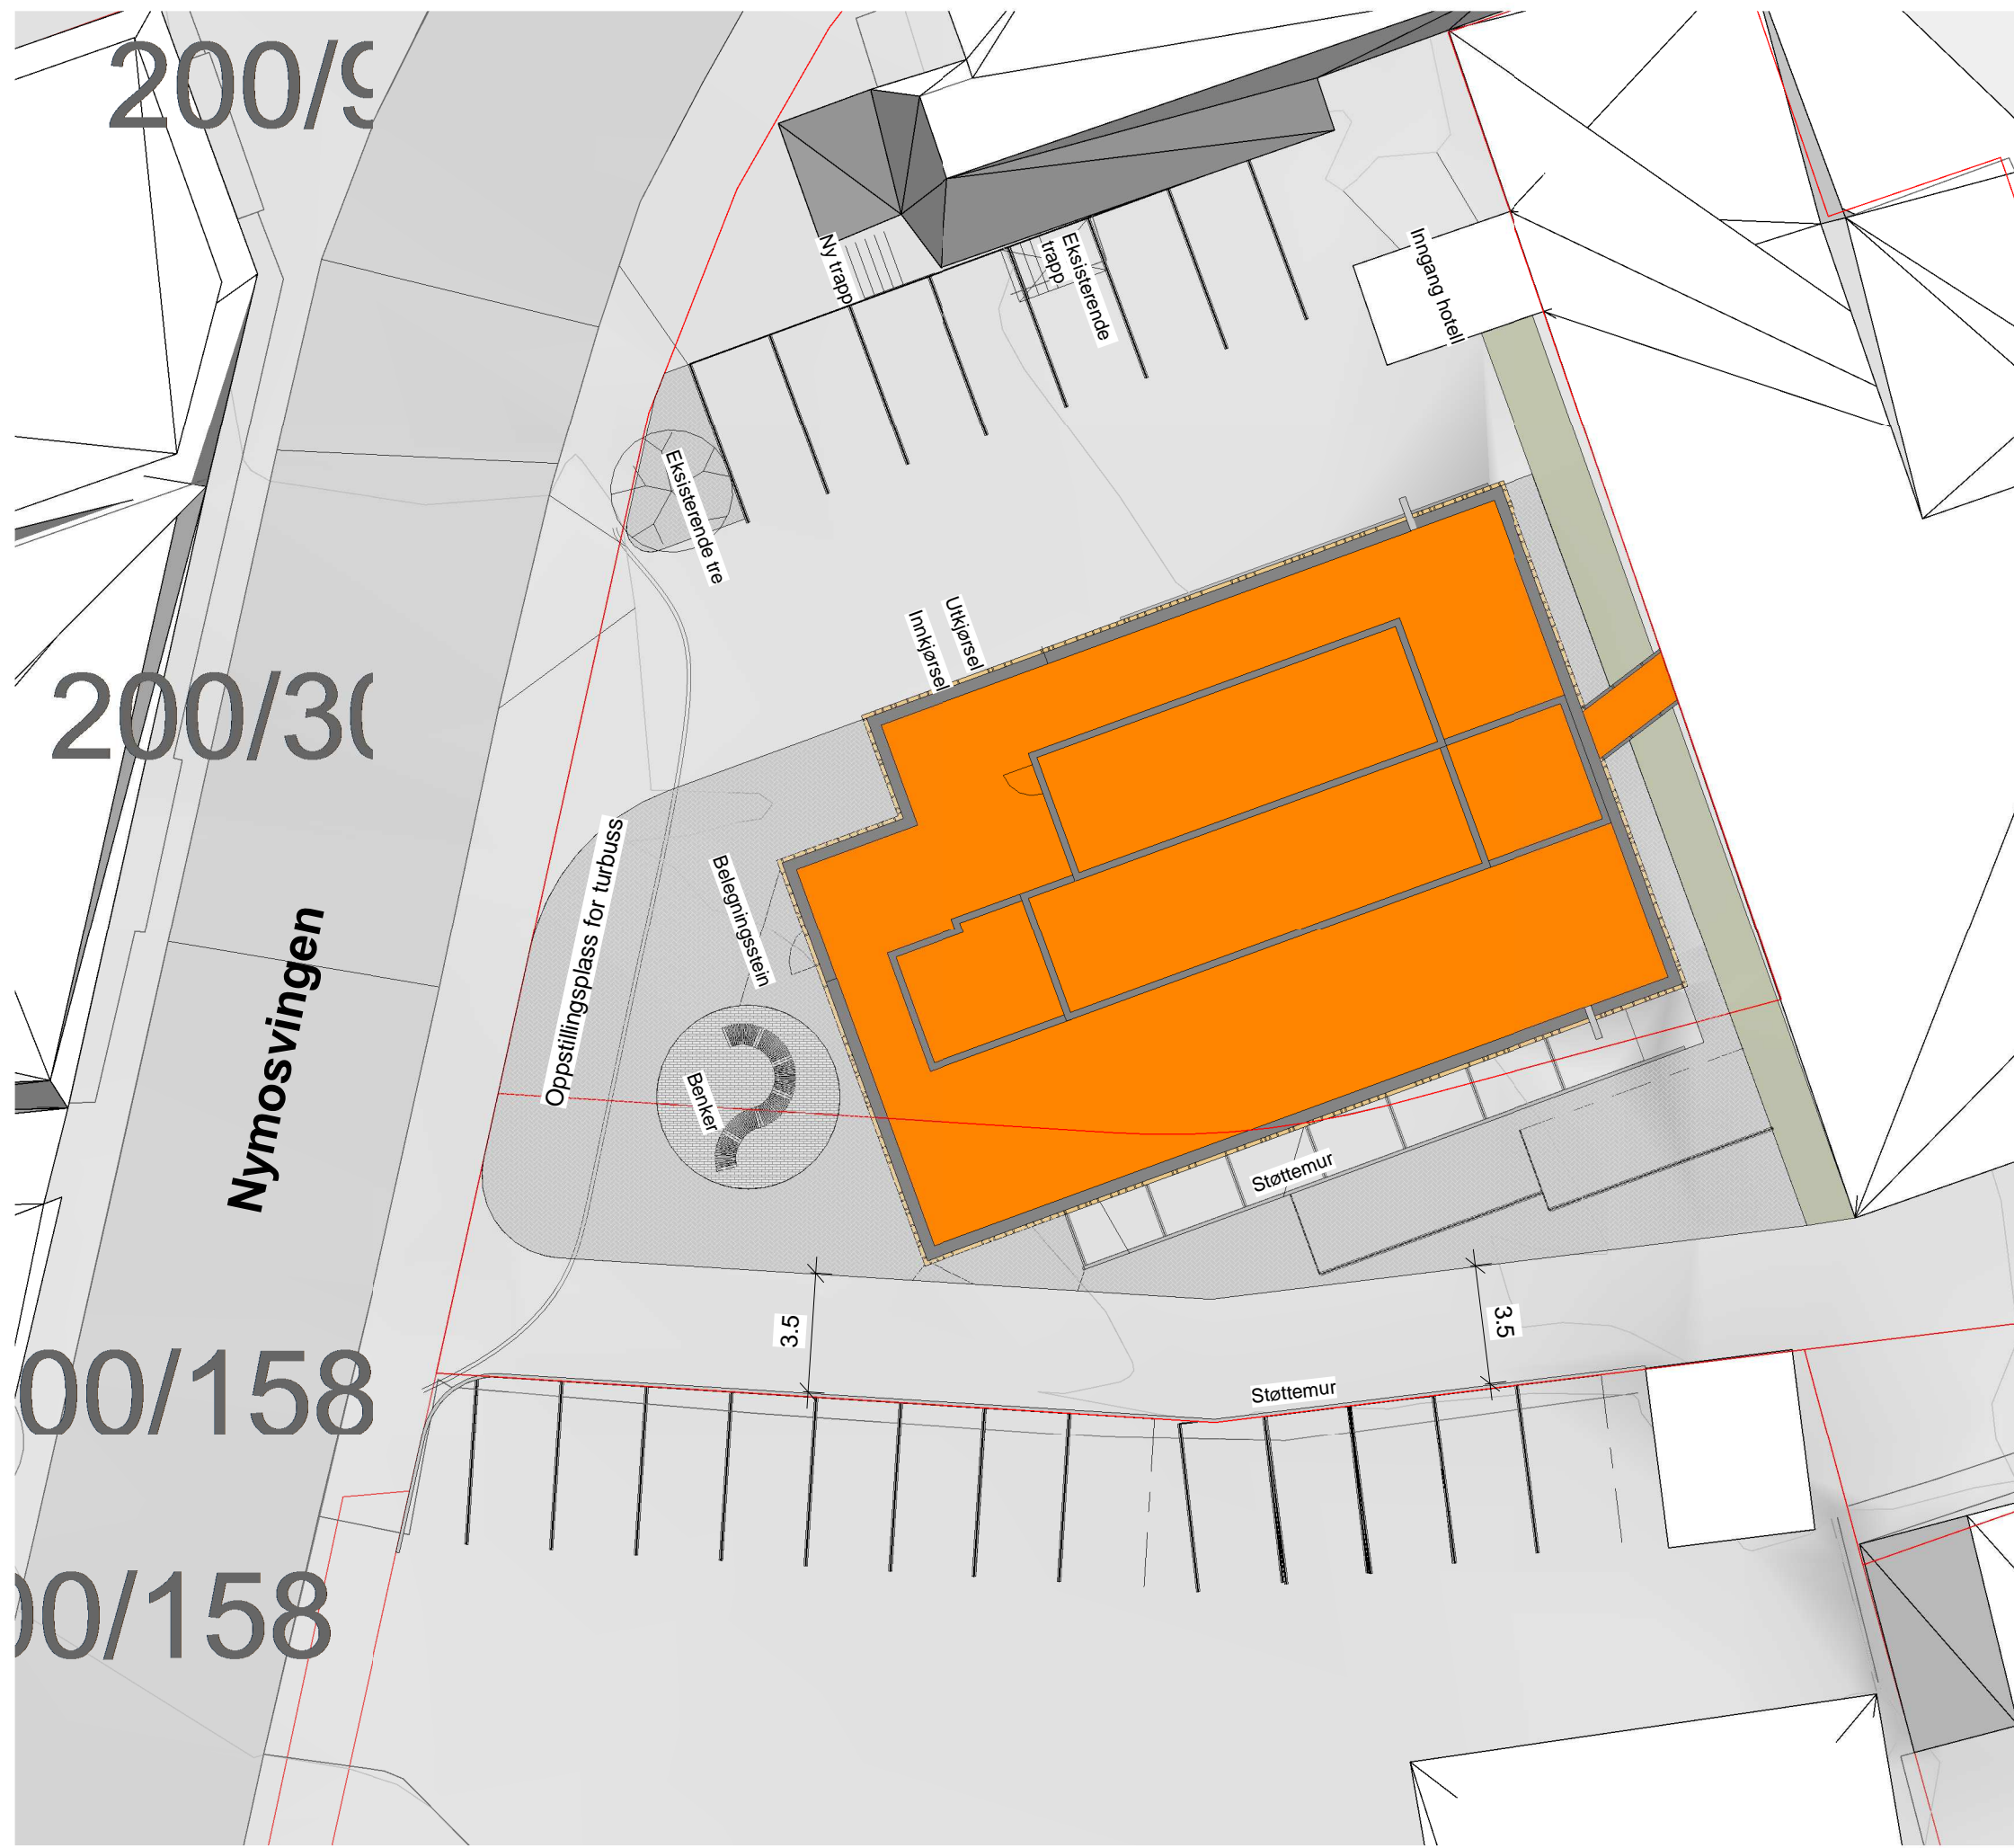 200/9
Ny trapp
Eksisterende
trapp
Inngang hotell
Eksisterende tre
Utkjørsel
Innkjørsel
200/30
Oppstillingsplass for turbuss
Belegningsstein
Nymosvingen
Benker
Støttemur
3.5
3.5
00/158
Støttemur
00/158